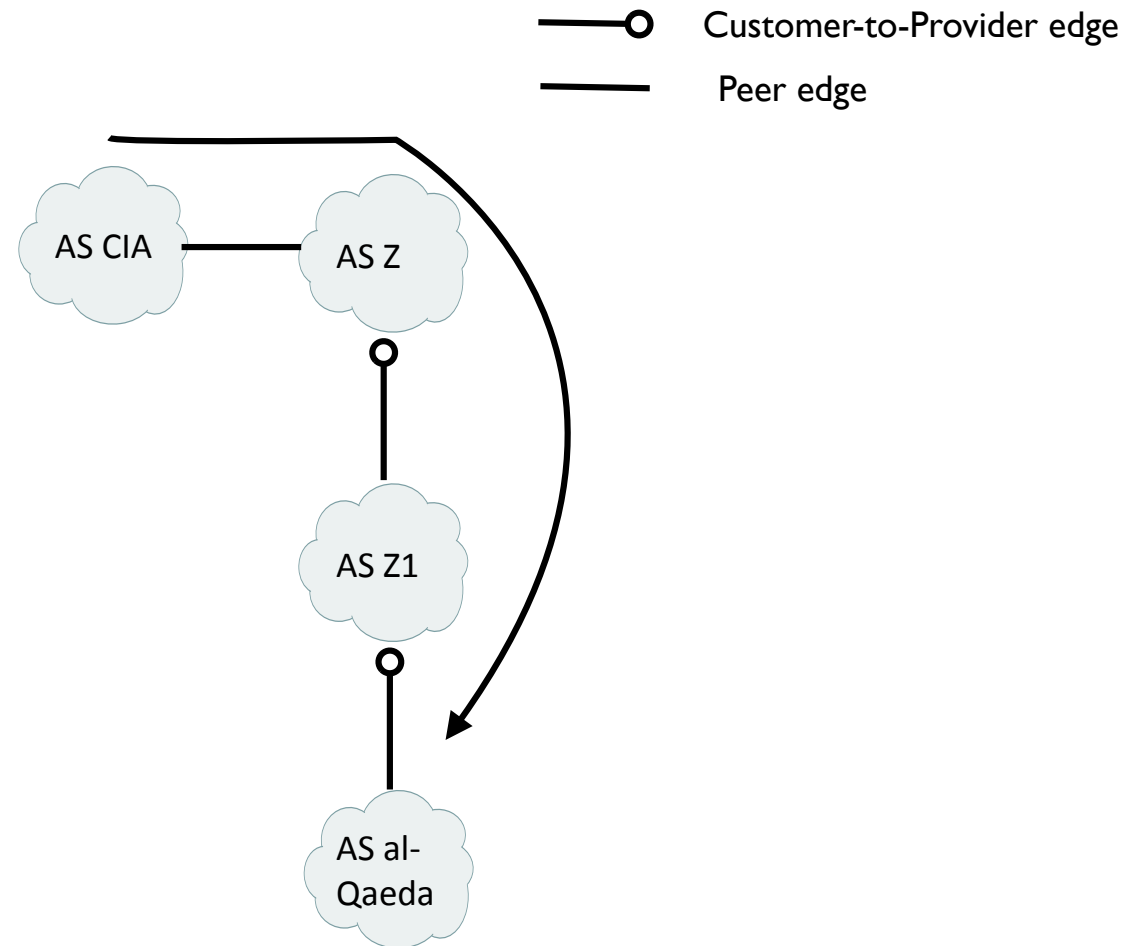 Customer-to-Provider edge
Peer edge
AS CIA
AS Z
AS Z1
AS al-
Qaeda